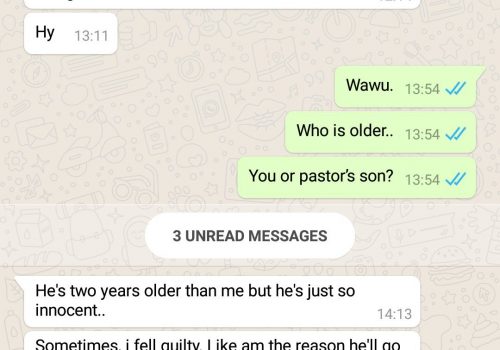 Hy 13:11
Wawu. 13:54
Who is older.. 13:54
You or pastor's son? 13:54
3 UNREAD MESSAGES
He's two years older than me but he's just so
innocent..
14:13
Sometimes, i fell guilty. Like am the reason he'll go